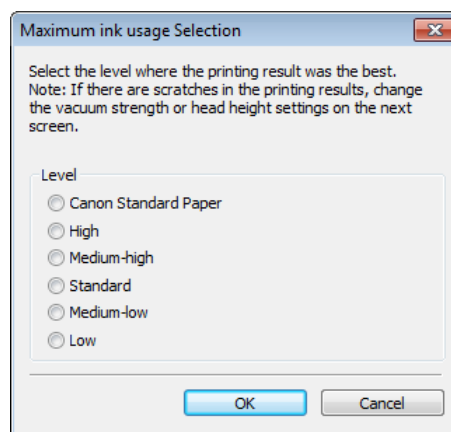 Maximum ink usage Selection
Select the level where the printing result was the best.
Note: If there are scratches in the printing results, change
the vacuum strength or head height settings on the next
screen.
Level
Canon Standard Paper
High
Medium-high
Standard
Medium-low
Low
OK
Cancel